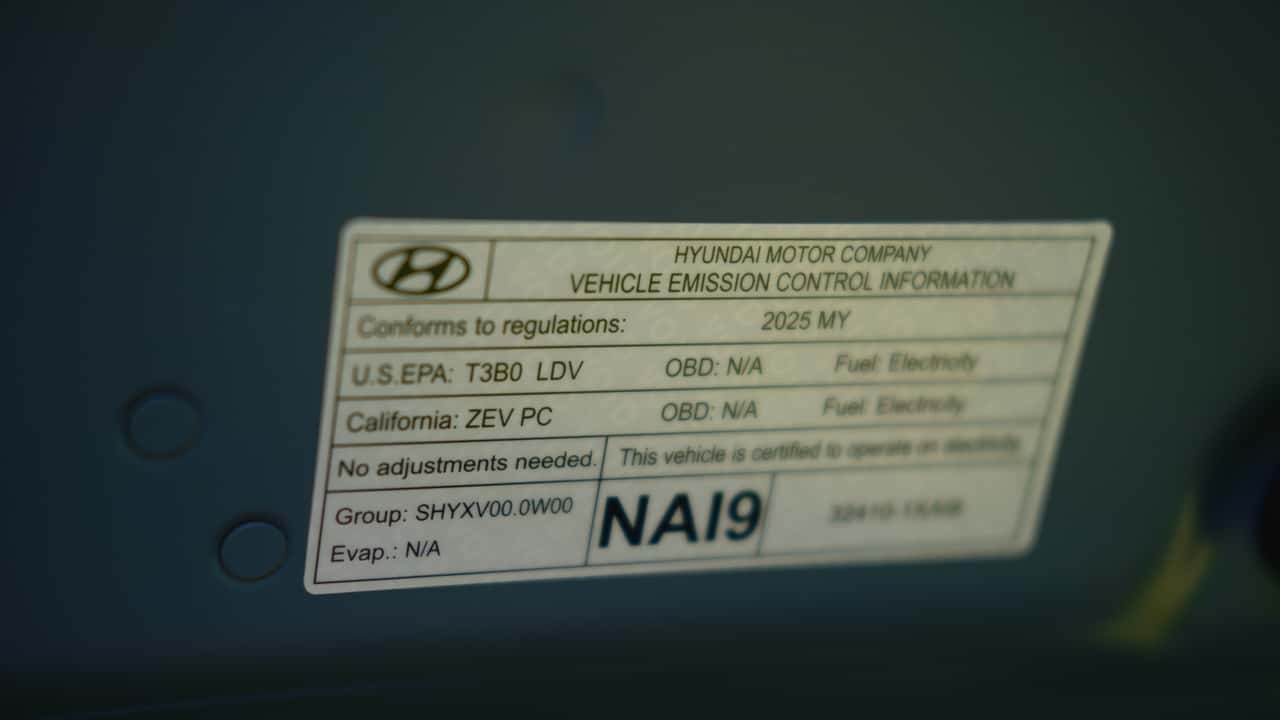 HYUNDAI MOTOR COMPANY
VEHICLE EMISSION CONTROL INFORMATION
Conforms to regulations: 2025 MY
U.S.EPA: T3B0 LDV OBD: N/A Fuel: Electricity
California: ZEV PC OBD: N/A Fuel: Electricity
No adjustments needed. This vehicle is certified to operate on electricity.
Group: SHYXV00.0W00
Evap.: N/A
NAI9